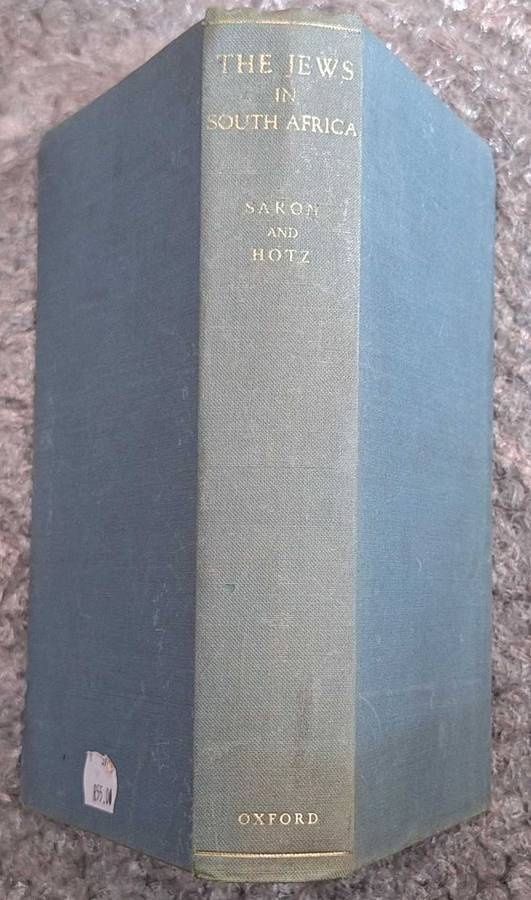 THE JEWS
IN
SOUTH AFRICA
SARON
AND
HOTZ
OXFORD